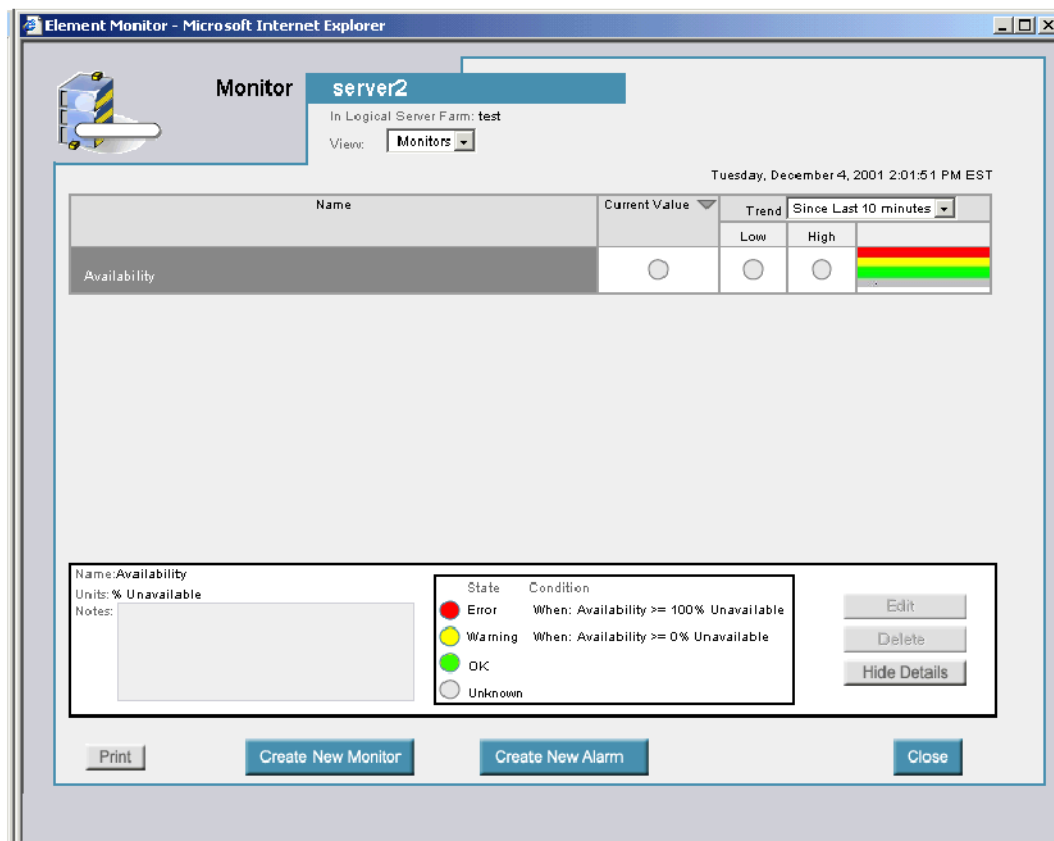 Element Monitor - Microsoft Internet Explorer
Monitor server2
In Logical Server Farm: test
View: Monitors
Tuesday, December 4, 2001 2:01:51 PM EST
Name Current Value Trend Since Last 10 minutes
Low High
Availability
Name:Availability
Units: % Unavailable
Notes:
State Condition
Error When: Availability >= 100% Unavailable
Warning When: Availability >= 0% Unavailable
OK
Unknown
Edit
Delete
Hide Details
Print Create New Monitor Create New Alarm Close